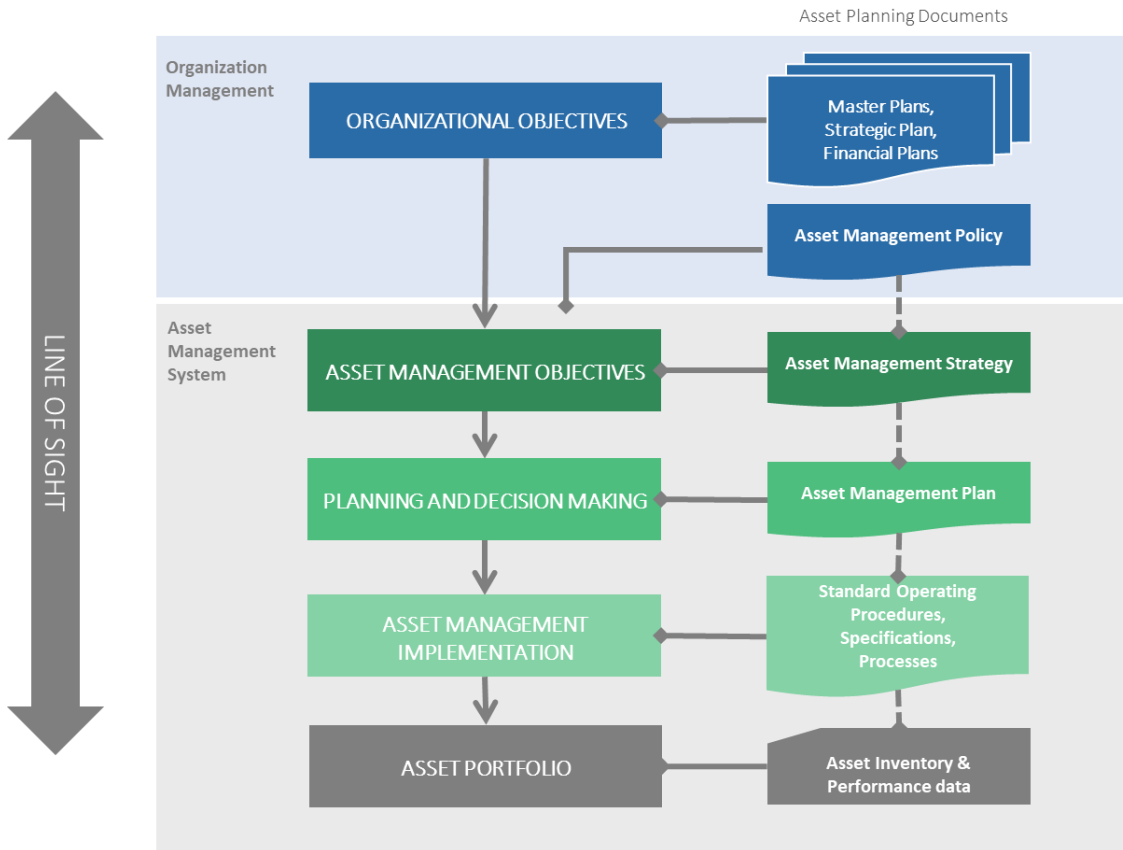 Asset Planning Documents
Organization
Management
ORGANIZATIONAL OBJECTIVES
Master Plans,
Strategic Plan,
Financial Plans
Asset Management Policy
LINE OF SIGHT
Asset
Management
System
ASSET MANAGEMENT OBJECTIVES
Asset Management Strategy
PLANNING AND DECISION MAKING
Asset Management Plan
ASSET MANAGEMENT
IMPLEMENTATION
Standard Operating
Procedures,
Specifications,
Processes
ASSET PORTFOLIO
Asset Inventory &
Performance data